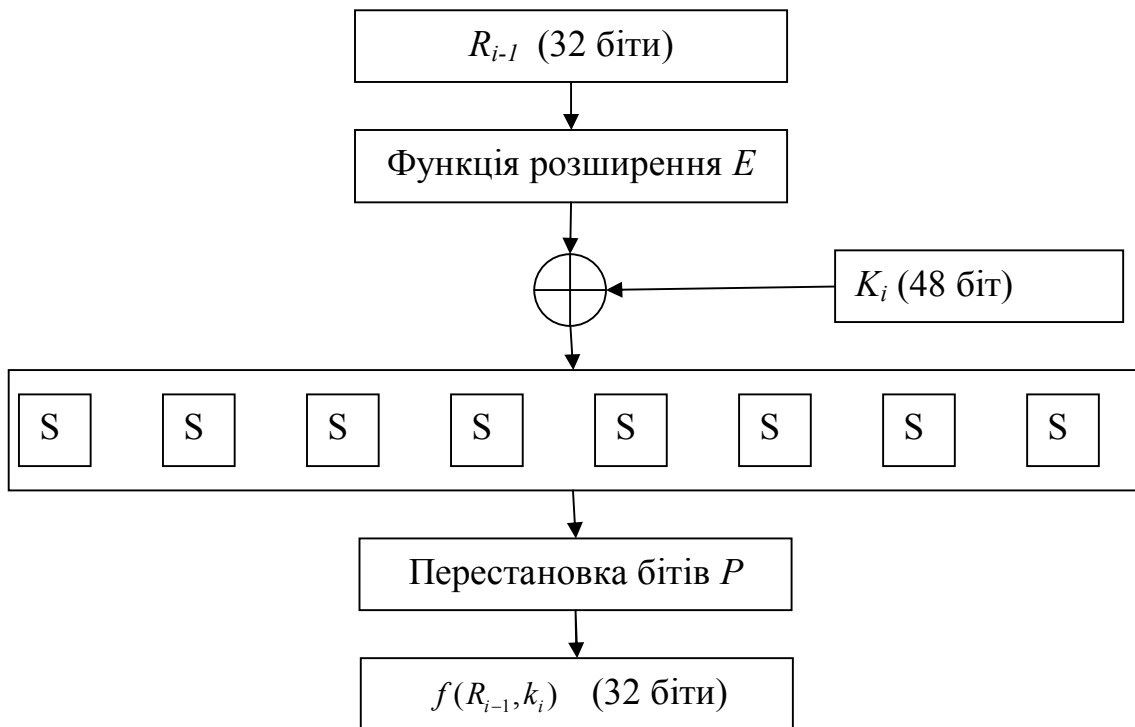 R_{i-1} (32 біти)
Функція розширення E
K_i (48 біт)
S S S S S S S S
Перестановка бітів P
f(R_{i-1}, k_i) (32 біти)